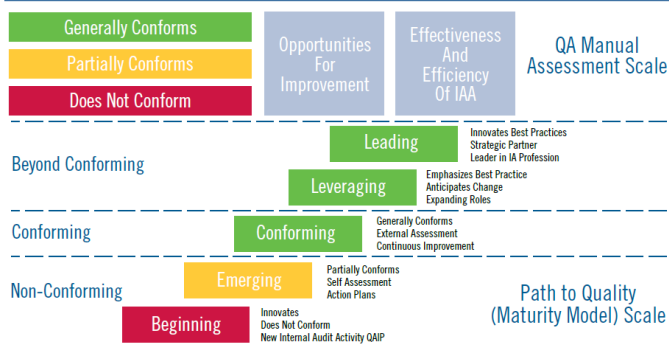 Generally Conforms
Partially Conforms
Does Not Conform
Opportunities
For
Improvement
Effectiveness
And
Efficiency
Of IAA
QA Manual
Assessment Scale
Beyond Conforming
Leading
Innovates Best Practices
Strategic Partner
Leader in IA Profession
Leveraging
Emphasizes Best Practice
Anticipates Change
Expanding Roles
Conforming
Conforming
Generally Conforms
External Assessment
Continuous Improvement
Non-Conforming
Emerging
Partially Conforms
Self Assessment
Action Plans
Beginning
Innovates
Does Not Conform
New Internal Audit Activity QAIP
Path to Quality
(Maturity Model) Scale